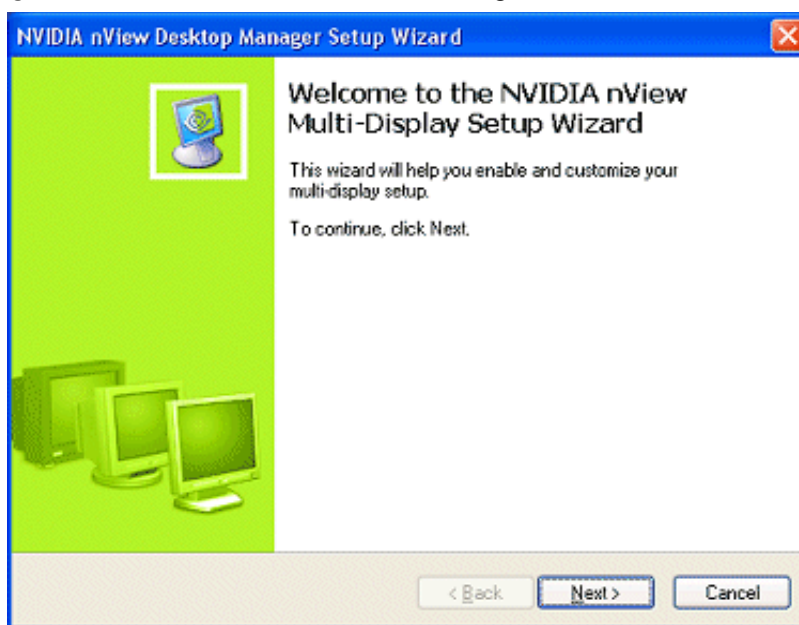 NVIDIA nView Desktop Manager Setup Wizard
Welcome to the NVIDIA nView
Multi-Display Setup Wizard
This wizard will help you enable and customize your
multi-display setup.
To continue, click Next.
< Back
Next >
Cancel